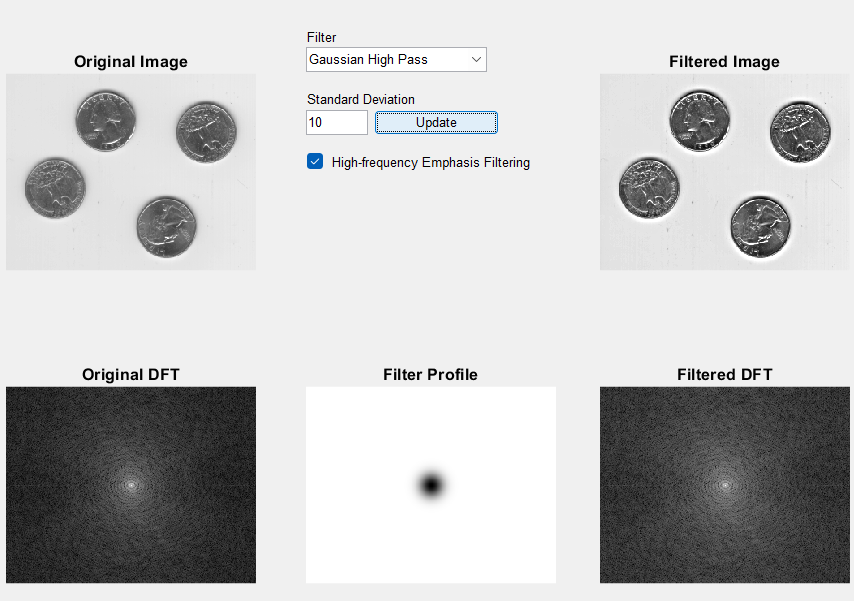 Filter
Original Image
Gaussian High Pass
Filtered Image
Standard Deviation
10
Update
High-frequency Emphasis Filtering
LIBERTY
Original DFT
Filter Profile
Filtered DFT